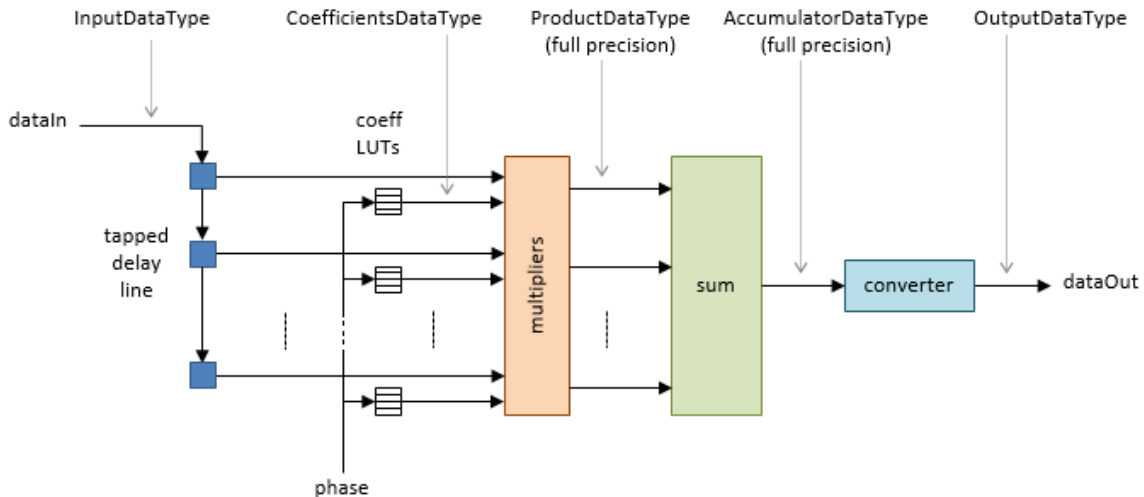 InputDataType
CoefficientsDataType
ProductDataType
(full precision)
AccumulatorDataType
(full precision)
OutputDataType
dataIn
coeff
LUTs
tapped
delay
line
multipliers
sum
converter
dataOut
phase